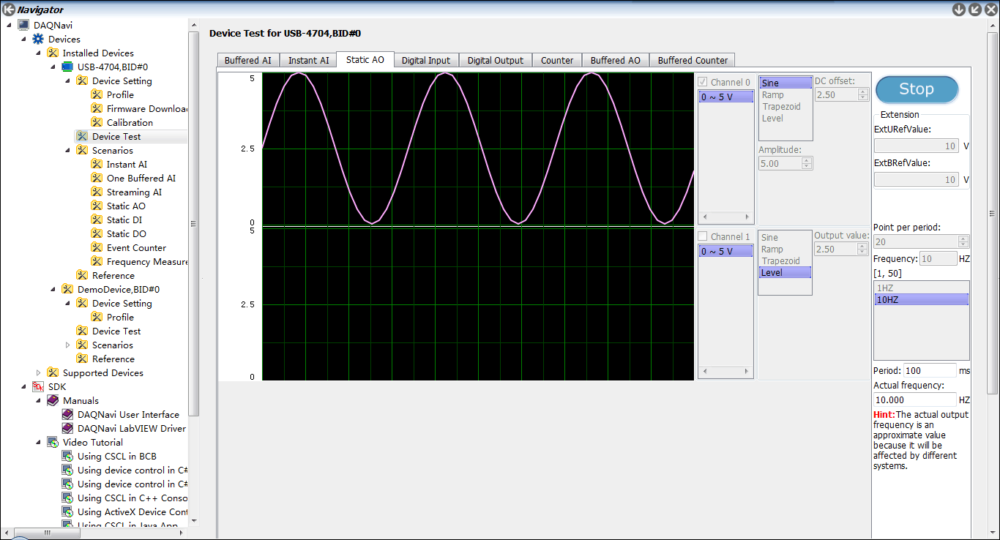 Navigator
DAQNavi
Devices
Installed Devices
USB-4704,BID#0
Device Setting
Profile
Firmware Downloa
Calibration
Device Test
Scenarios
Instant AI
One Buffered AI
Streaming AI
Static AO
Static DI
Static DO
Event Counter
Frequency Measure
Reference
DemoDevice,BID#0
Device Setting
Profile
Device Test
Scenarios
Reference
Supported Devices
SDK
Manuals
DAQNavi User Interface
DAQNavi LabVIEW Driver
Video Tutorial
Using CSCL in BCB
Using device control in C#
Using device control in C#
Using CSCL in C++ Conso
Using ActiveX Device Cont
Using CSCL in Java App
Device Test for USB-4704,BID#0
Buffered AI Instant AI Static AO Digital Input Digital Output Counter Buffered AO Buffered Counter
5
2.5
0
5
2.5
0
Channel 0
0 ~ 5 V
Sine
Ramp
Trapezoid
Level
DC offset:
2.50
Amplitude:
5.00
Channel 1
0 ~ 5 V
Sine
Ramp
Trapezoid
Level
Output value:
2.50
Stop
Extension
ExtURefValue:
10 V
ExtBRefValue:
10 V
Point per period:
20
Frequency: 10 HZ
[1, 50]
1HZ
10HZ
Period: 100 ms
Actual frequency:
10.000 HZ
Hint:The actual output
frequency is an
approximate value
because it will be
affected by different
systems.